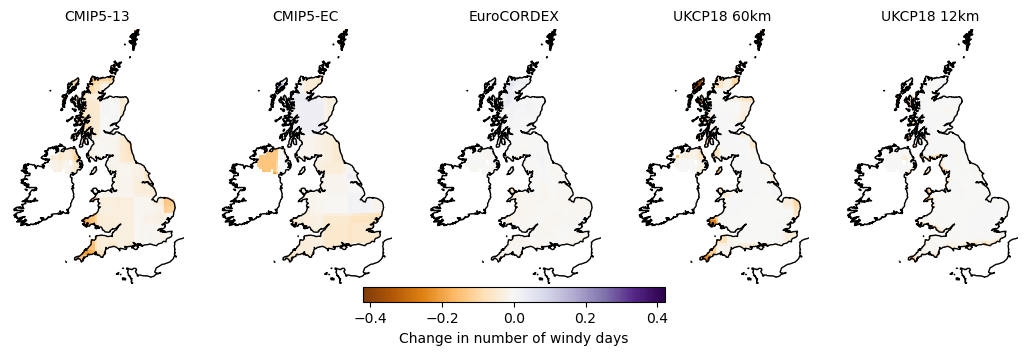 CMIP5-13 CMIP5-EC EuroCORDEX UKCP18 60km UKCP18 12km
−0.4 −0.2 0.0 0.2 0.4
Change in number of windy days